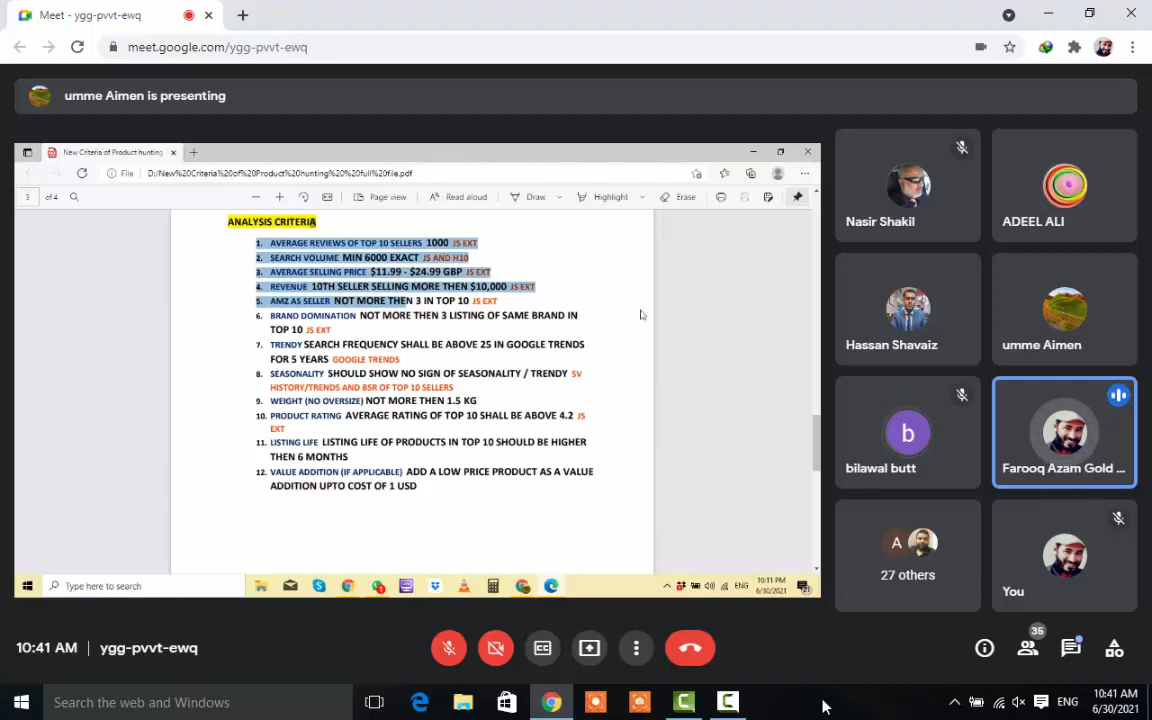 Meet - ygg-pvvt-ewq
meet.google.com/ygg-pvvt-ewq
umme Aimen is presenting
New Criteria of Product hunting
File D:/New%20Criteria%20of%20Product%20hunting%20%20full%20file.pdf
3 of 4 Page view Read aloud Draw Highlight Erase
ANALYSIS CRITERIA
1. AVERAGE REVIEWS OF TOP 10 SELLERS 1000 JS EXT
2. SEARCH VOLUME MIN 6000 EXACT JS AND H10
3. AVERAGE SELLING PRICE $11.99 - $24.99 GBP JS EXT
4. REVENUE 10TH SELLER SELLING MORE THEN $10,000 JS EXT
5. AMZ AS SELLER NOT MORE THEN 3 IN TOP 10 JS EXT
6. BRAND DOMINATION NOT MORE THEN 3 LISTING OF SAME BRAND IN
TOP 10 JS EXT
7. TRENDY SEARCH FREQUENCY SHALL BE ABOVE 25 IN GOOGLE TRENDS
FOR 5 YEARS GOOGLE TRENDS
8. SEASONALITY SHOULD SHOW NO SIGN OF SEASONALITY / TRENDY SV
HISTORY/TRENDS AND BSR OF TOP 10 SELLERS
9. WEIGHT (NO OVERSIZE) NOT MORE THEN 1.5 KG
10. PRODUCT RATING AVERAGE RATING OF TOP 10 SHALL BE ABOVE 4.2 JS
EXT
11. LISTING LIFE LISTING LIFE OF PRODUCTS IN TOP 10 SHOULD BE HIGHER
THEN 6 MONTHS
12. VALUE ADDITION (IF APPLICABLE) ADD A LOW PRICE PRODUCT AS A VALUE
ADDITION UPTO COST OF 1 USD
Type here to search
ENG
10:11 PM
6/30/2021
21
Nasir Shakil
ADEEL ALI
Hassan Shavaiz
umme Aimen
b
bilawal butt
Farooq Azam Gold ...
A
27 others
You
10:41 AM ygg-pvvt-ewq
35
Search the web and Windows
ENG
10:41 AM
6/30/2021